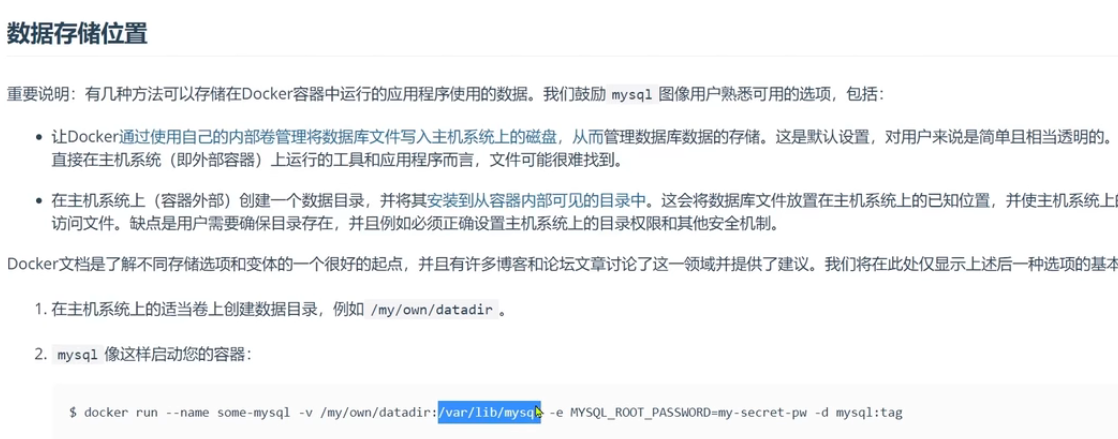 数据存储位置
重要说明：有几种方法可以存储在Docker容器中运行的应用程序使用的数据。我们鼓励 mysql 图像用户熟悉可用的选项，包括：
• 让Docker通过使用自己的内部卷管理将数据库文件写入主机系统上的磁盘，从而管理数据库数据的存储。这是默认设置，对用户来说是简单且相当透明的。
直接在主机系统（即外部容器）上运行的工具和应用程序而言，文件可能很难找到。
• 在主机系统上（容器外部）创建一个数据目录，并将其安装到从容器内部可见的目录中。这会将数据库文件放置在主机系统上的已知位置，并使主机系统上的
访问文件。缺点是用户需要确保目录存在，并且例如必须正确设置主机系统上的目录权限和其他安全机制。
Docker文档是了解不同存储选项和变体的一个很好的起点，并且有许多博客和论坛文章讨论了这一领域并提供了建议。我们将在此处仅显示上述后一种选项的基本
1. 在主机系统上的适当卷上创建数据目录，例如 /my/own/datadir 。
2. mysql 像这样启动您的容器：
$ docker run --name some-mysql -v /my/own/datadir:/var/lib/mysql -e MYSQL_ROOT_PASSWORD=my-secret-pw -d mysql:tag